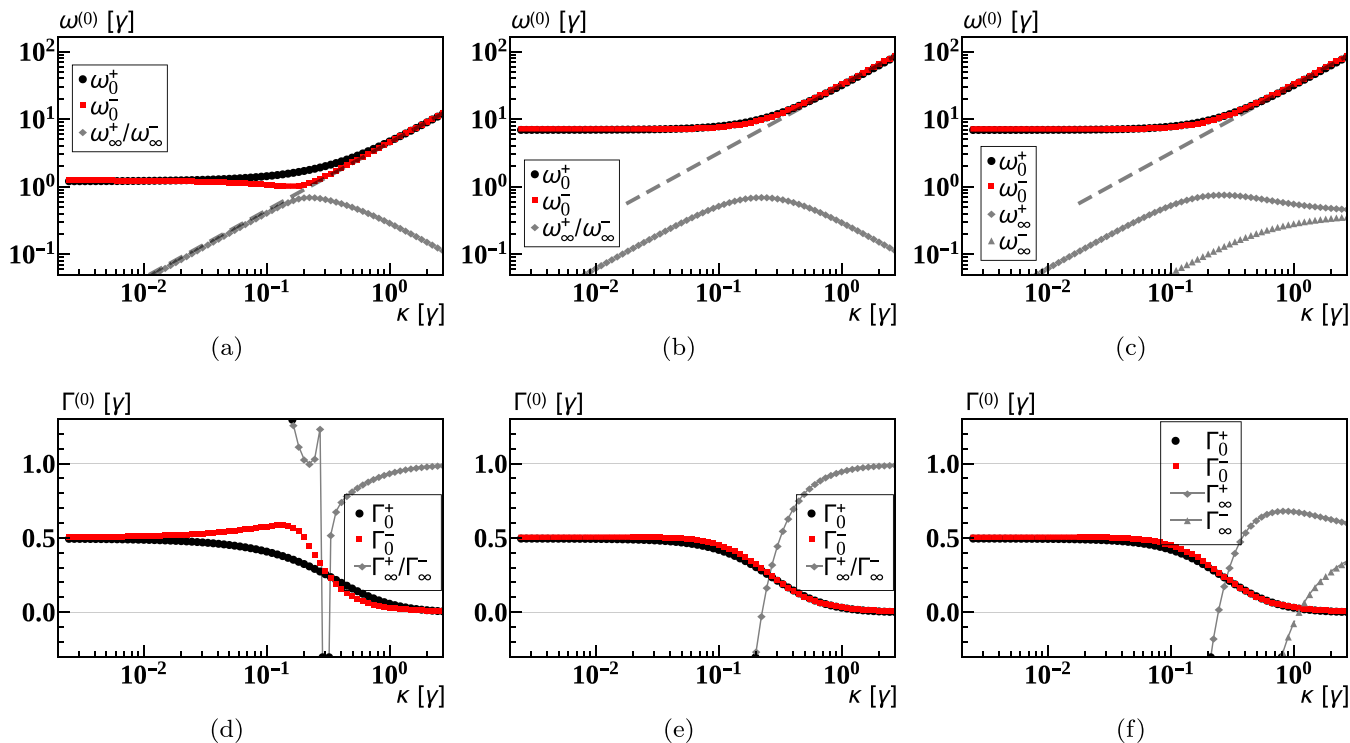 ω⁽⁰⁾ [γ]
10²
10¹
10⁰
10⁻¹
ω₀⁺
ω₀⁻
ω∞⁺/ω∞⁻
10⁻² 10⁻¹ 10⁰
κ [γ]
(a)
ω⁽⁰⁾ [γ]
10²
10¹
10⁰
10⁻¹
ω₀⁺
ω₀⁻
ω∞⁺/ω∞⁻
10⁻² 10⁻¹ 10⁰
κ [γ]
(b)
ω⁽⁰⁾ [γ]
10²
10¹
10⁰
10⁻¹
ω₀⁺
ω₀⁻
ω∞⁺
ω∞⁻
10⁻² 10⁻¹ 10⁰
κ [γ]
(c)
Γ⁽⁰⁾ [γ]
1.0
0.5
0.0
Γ₀⁺
Γ₀⁻
Γ∞⁺/Γ∞⁻
10⁻² 10⁻¹ 10⁰
κ [γ]
(d)
Γ⁽⁰⁾ [γ]
1.0
0.5
0.0
Γ₀⁺
Γ₀⁻
Γ∞⁺/Γ∞⁻
10⁻² 10⁻¹ 10⁰
κ [γ]
(e)
Γ⁽⁰⁾ [γ]
1.0
0.5
0.0
Γ₀⁺
Γ₀⁻
Γ∞⁺
Γ∞⁻
10⁻² 10⁻¹ 10⁰
κ [γ]
(f)